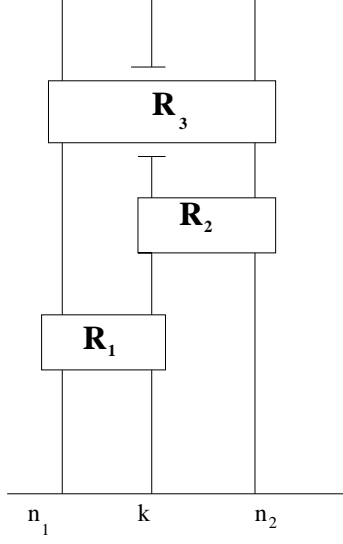 R₃
R₂
R₁
n₁ k n₂